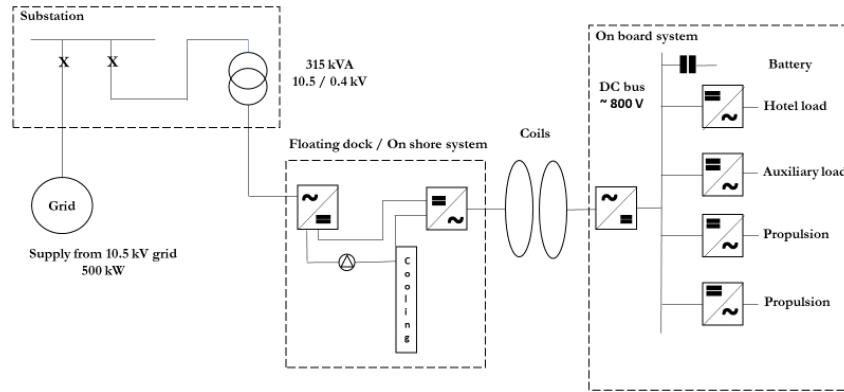 Substation
X
X
315 kVA
10.5 / 0.4 kV
Grid
Supply from 10.5 kV grid
500 kW
Floating dock / On shore system
Cooling
Coils
On board system
DC bus
~ 800 V
Battery
Hotel load
Auxiliary load
Propulsion
Propulsion